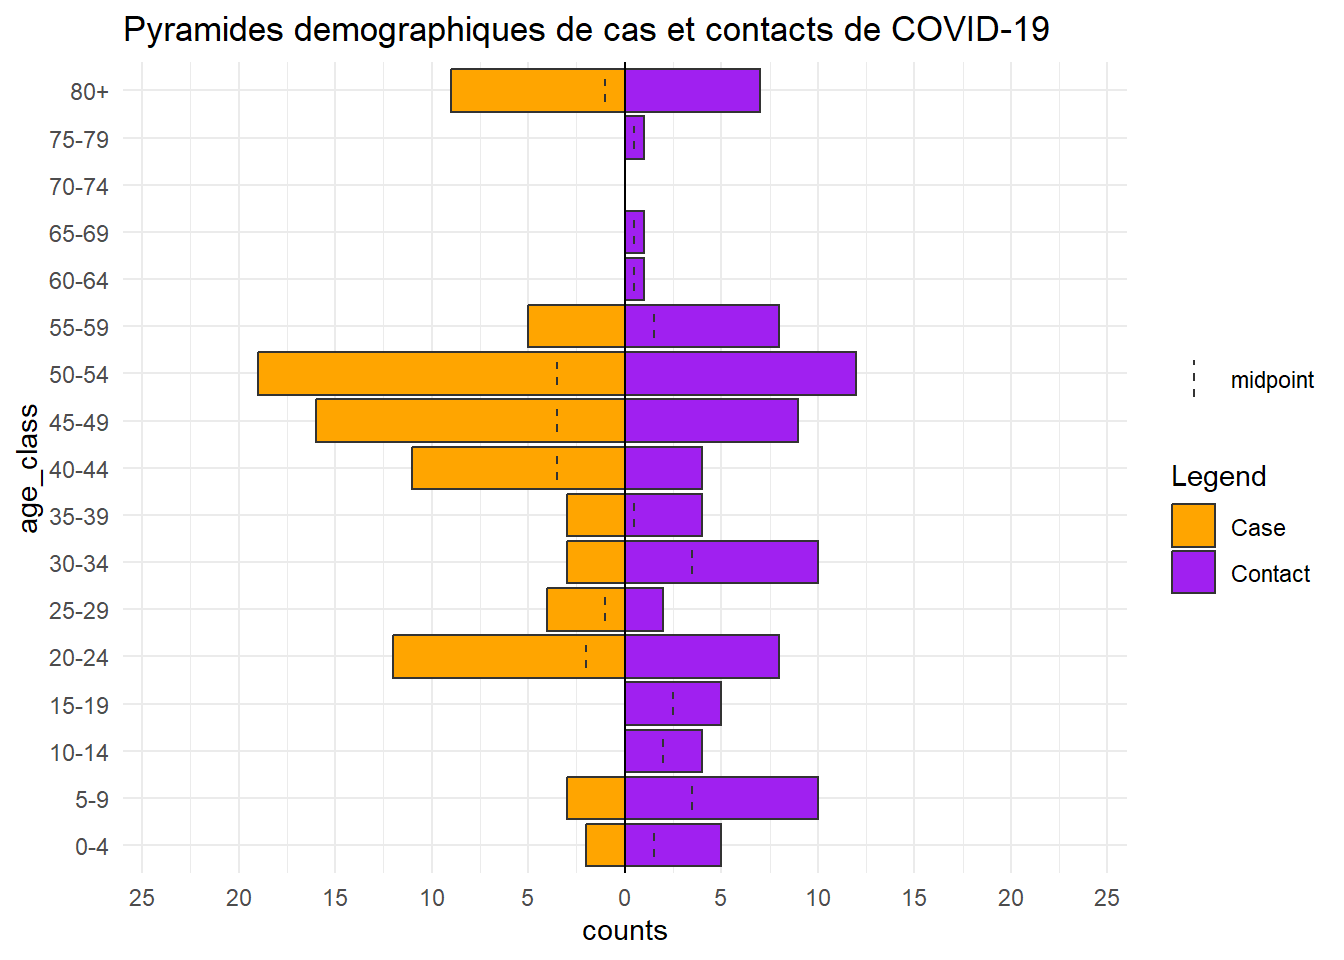 Pyramides demographiques de cas et contacts de COVID-19
age_class
80+
75-79
70-74
65-69
60-64
55-59
50-54
45-49
40-44
35-39
30-34
25-29
20-24
15-19
10-14
5-9
0-4
25 20 15 10 5 0 5 10 15 20 25
counts
midpoint
Legend
Case
Contact